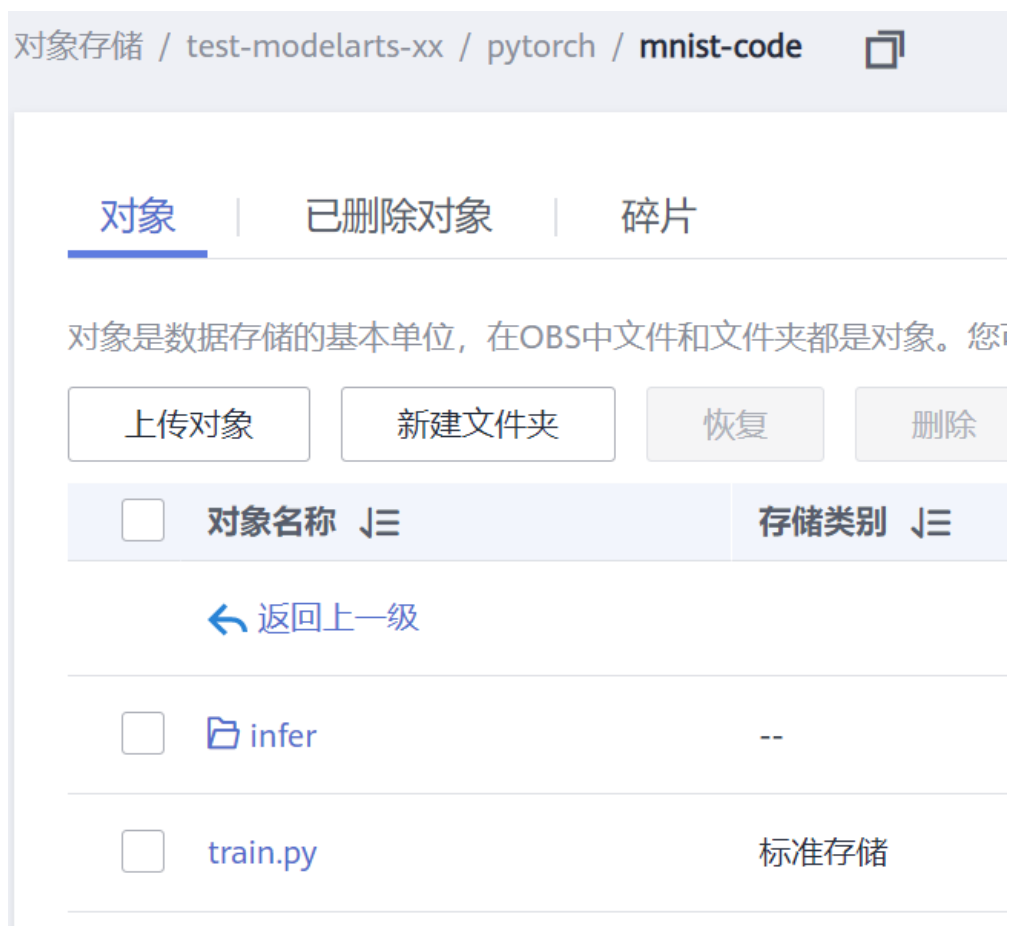 对象存储 / test-modelarts-xx / pytorch / mnist-code
对象 已删除对象 碎片
对象是数据存储的基本单位，在OBS中文件和文件夹都是对象。您
上传对象 新建文件夹 恢复 删除
对象名称 存储类别
返回上一级
infer --
train.py 标准存储